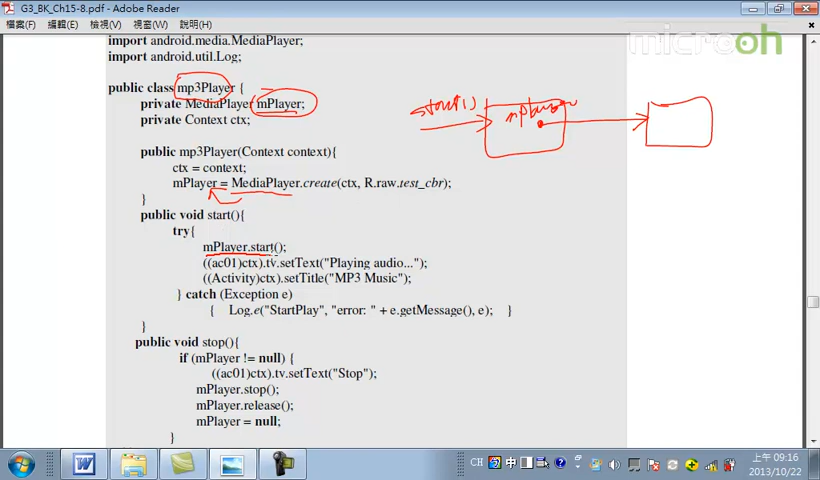 G3_BK_Ch15-8.pdf - Adobe Reader
檔案(F) 編輯(E) 檢視(V) 視窗(W) 說明(H)
microoh
import android.media.MediaPlayer;
import android.util.Log;
public class mp3Player {
private MediaPlayer mPlayer;
private Context ctx;
start()
mPlayer
public mp3Player(Context context){
ctx = context;
mPlayer = MediaPlayer.create(ctx, R.raw.test_cbr);
}
public void start(){
try{
mPlayer.start();
((ac01)ctx).tv.setText("Playing audio...");
((Activity)ctx).setTitle("MP3 Music");
} catch (Exception e)
{ Log.e("StartPlay", "error: " + e.getMessage(), e); }
}
public void stop(){
if (mPlayer != null) {
((ac01)ctx).tv.setText("Stop");
mPlayer.stop();
mPlayer.release();
mPlayer = null;
}
CH 中
上午 09:16
2013/10/22